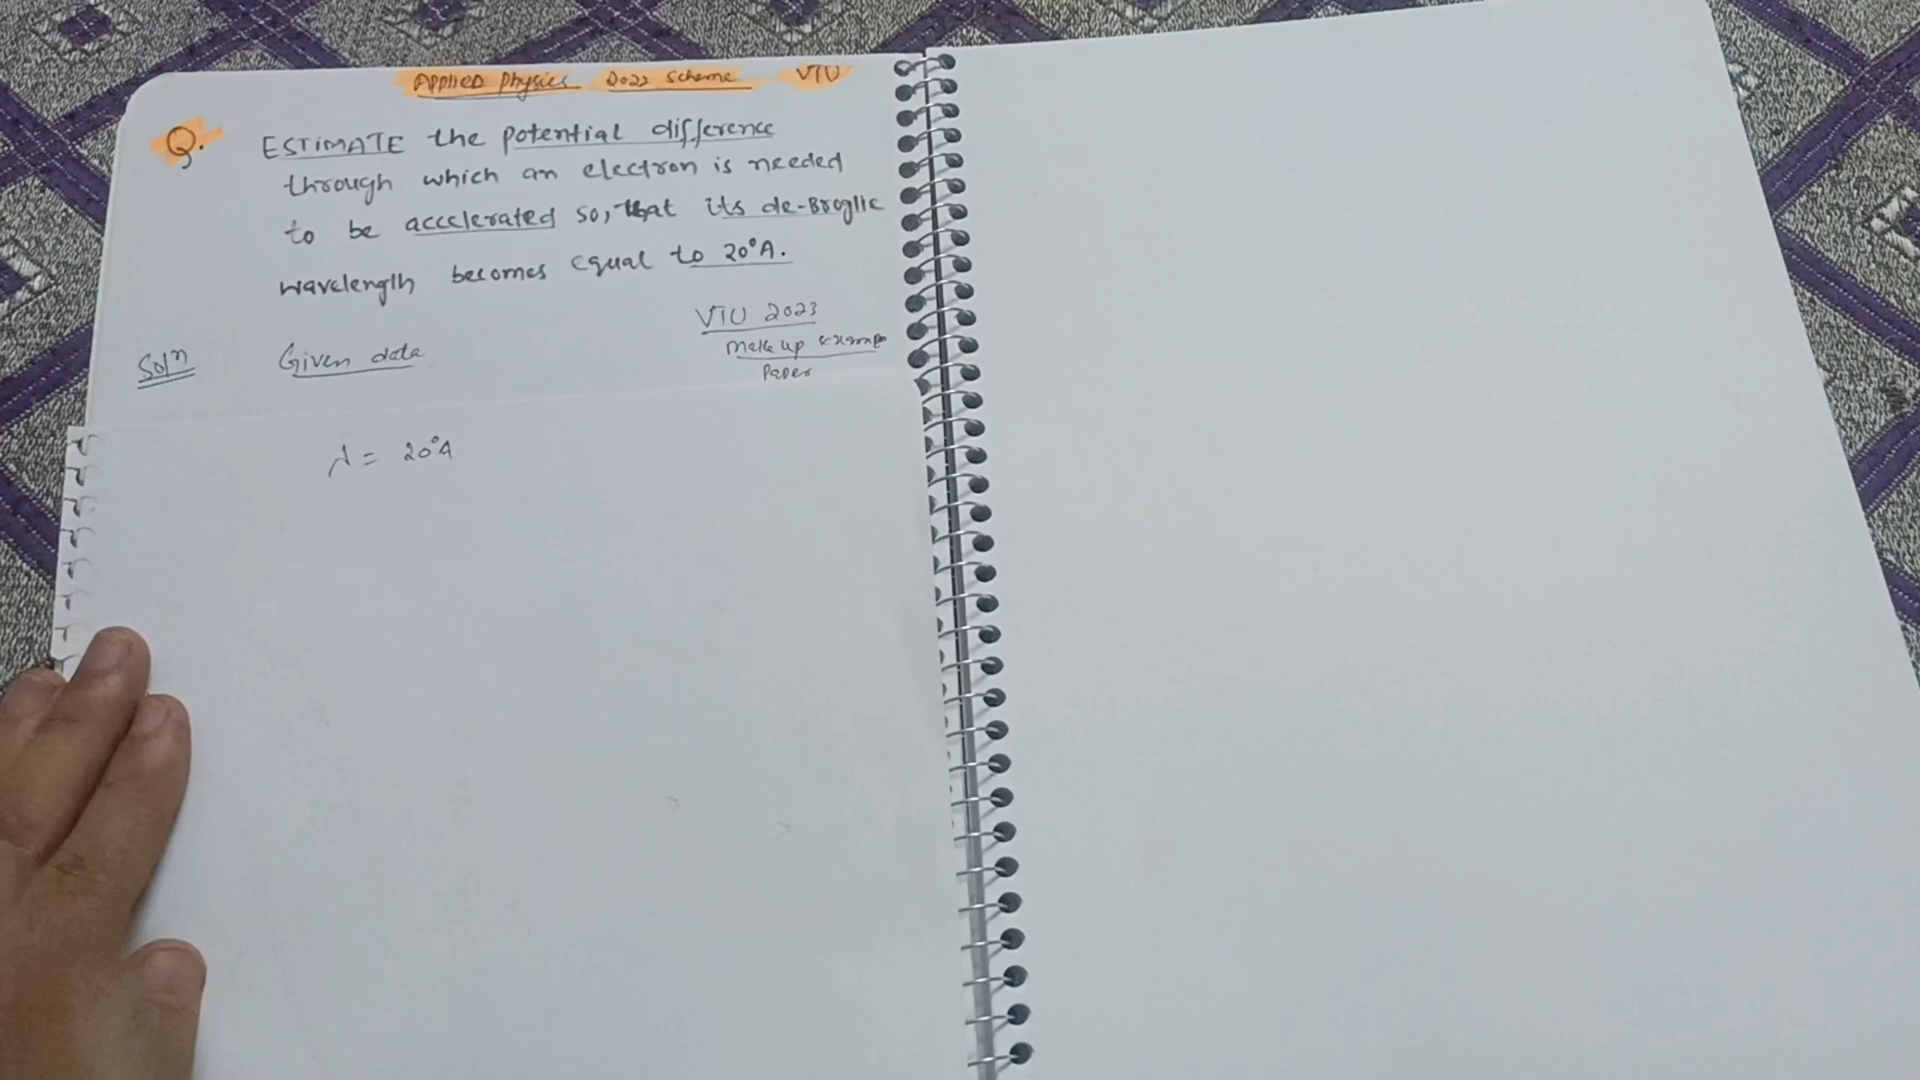 Applied Physics 2022 Scheme VTU
Q. ESTIMATE the potential difference
through which an electron is needed
to be accelerated so, that its de-Broglie
wavelength becomes equal to 20°A.
VTU 2023
Make up
Paper
Solⁿ Given data
λ = 20°A